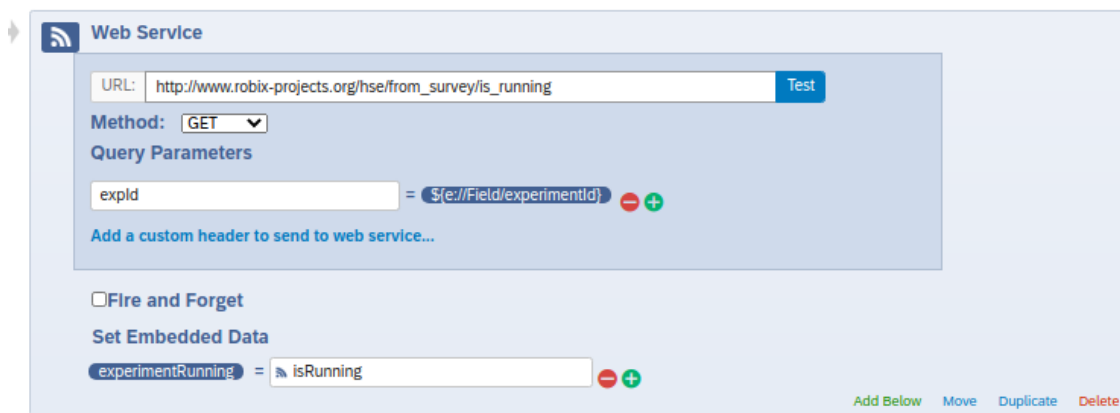 Web Service
URL: http://www.robix-projects.org/hse/from_survey/is_running Test
Method: GET
Query Parameters
expId = ${e://Field/experimentId}
Add a custom header to send to web service...
Fire and Forget
Set Embedded Data
experimentRunning = isRunning
Add Below Move Duplicate Delete